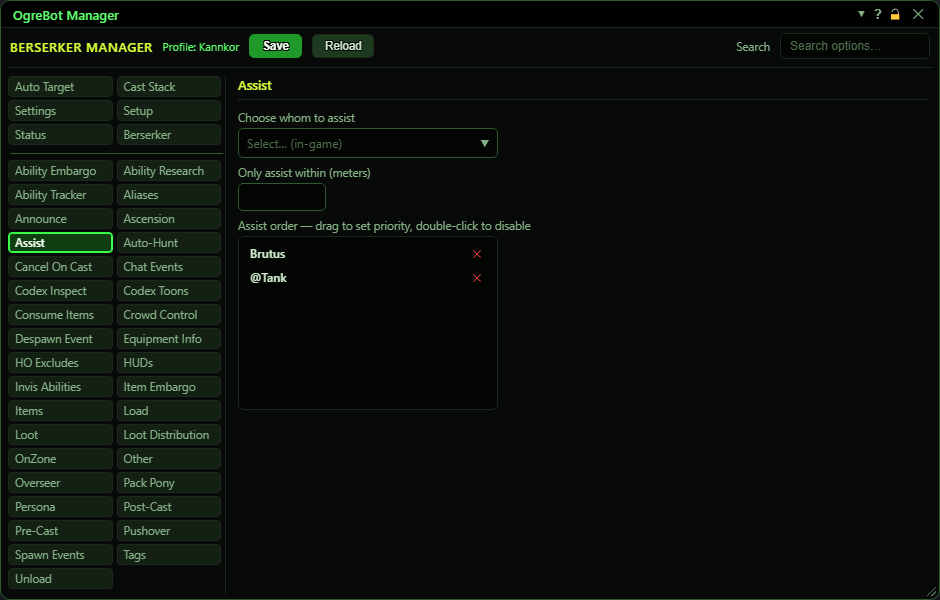 OgreBot Manager
▼ ? 🔓 ✕
BERSERKER MANAGER Profile: Kannkor Save Reload Search Search options...
Auto Target Cast Stack
Settings Setup
Status Berserker
Ability Embargo Ability Research
Ability Tracker Aliases
Announce Ascension
Assist Auto-Hunt
Cancel On Cast Chat Events
Codex Inspect Codex Toons
Consume Items Crowd Control
Despawn Event Equipment Info
HO Excludes HUDs
Invis Abilities Item Embargo
Items Load
Loot Loot Distribution
OnZone Other
Overseer Pack Pony
Persona Post-Cast
Pre-Cast Pushover
Spawn Events Tags
Unload
Assist
Choose whom to assist
Select... (in-game) ▼
Only assist within (meters)
Assist order — drag to set priority, double-click to disable
Brutus ✕
@Tank ✕